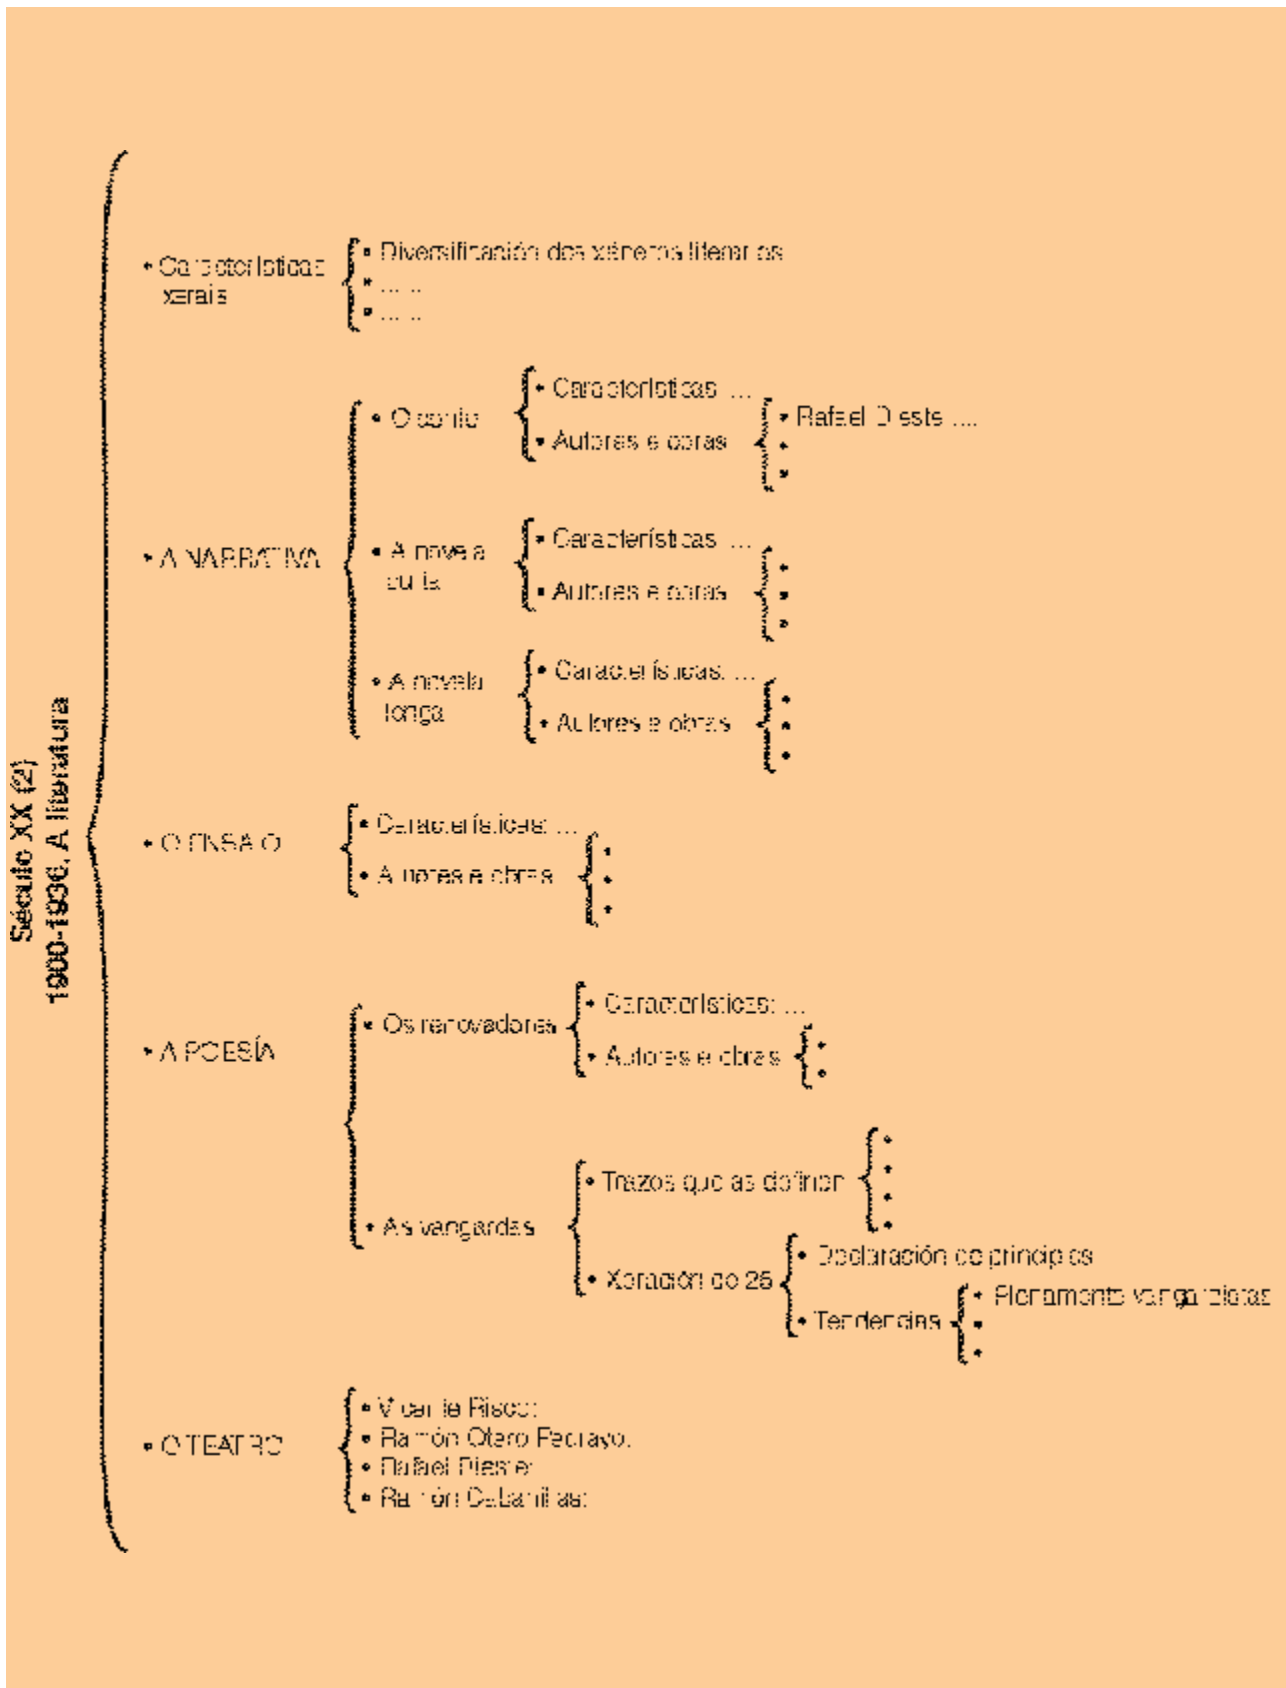 Século XX (2)
1900-1936. A literatura
• Características
xerais
• Diversificación dos xéneros literarios
• ... ...
• ... ...
• A NARRATIVA
• O conto
• Características ...
• Autores e obras
• Rafael Dieste ....
•
•
• A novela
curta
• Características ...
• Autores e obras
•
•
•
• A novela
longa
• Características: ...
• Autores e obras
•
•
•
• O ENSAIO
• Características: ...
• Autores e obras
•
•
•
• A POESÍA
• Os renovadores
• Características: ...
• Autores e obras
•
•
• As vangardas
• Trazos que as definen
•
•
•
•
• Xeración do 25
• Declaración de principios
• Tendencias
• Plenamente vangardistas
•
•
• O TEATRO
• Vicente Risco:
• Ramón Otero Pedrayo:
• Rafael Dieste:
• Ramón Cabanillas: